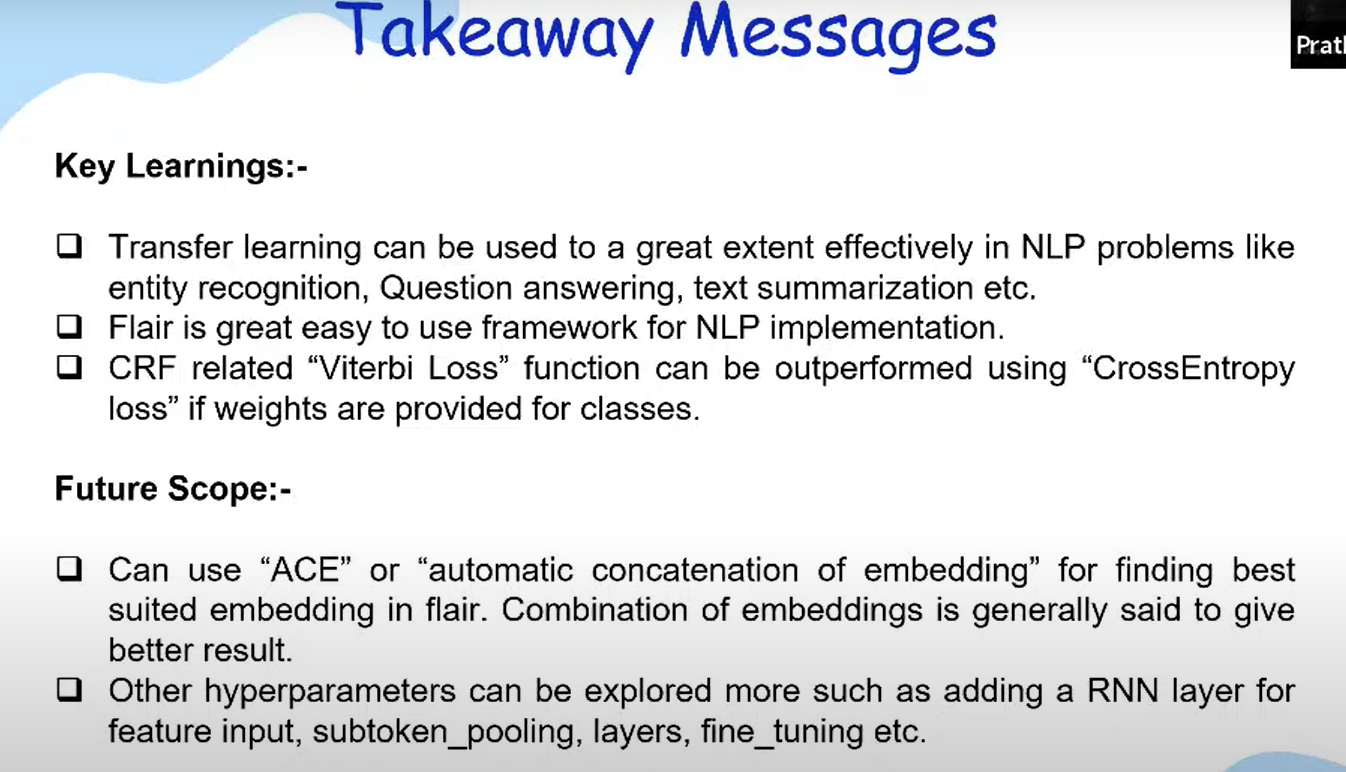 Takeaway Messages
Key Learnings:-
❑ Transfer learning can be used to a great extent effectively in NLP problems like
entity recognition, Question answering, text summarization etc.
❑ Flair is great easy to use framework for NLP implementation.
❑ CRF related “Viterbi Loss” function can be outperformed using “CrossEntropy
loss” if weights are provided for classes.
Future Scope:-
❑ Can use “ACE” or “automatic concatenation of embedding” for finding best
suited embedding in flair. Combination of embeddings is generally said to give
better result.
❑ Other hyperparameters can be explored more such as adding a RNN layer for
feature input, subtoken_pooling, layers, fine_tuning etc.